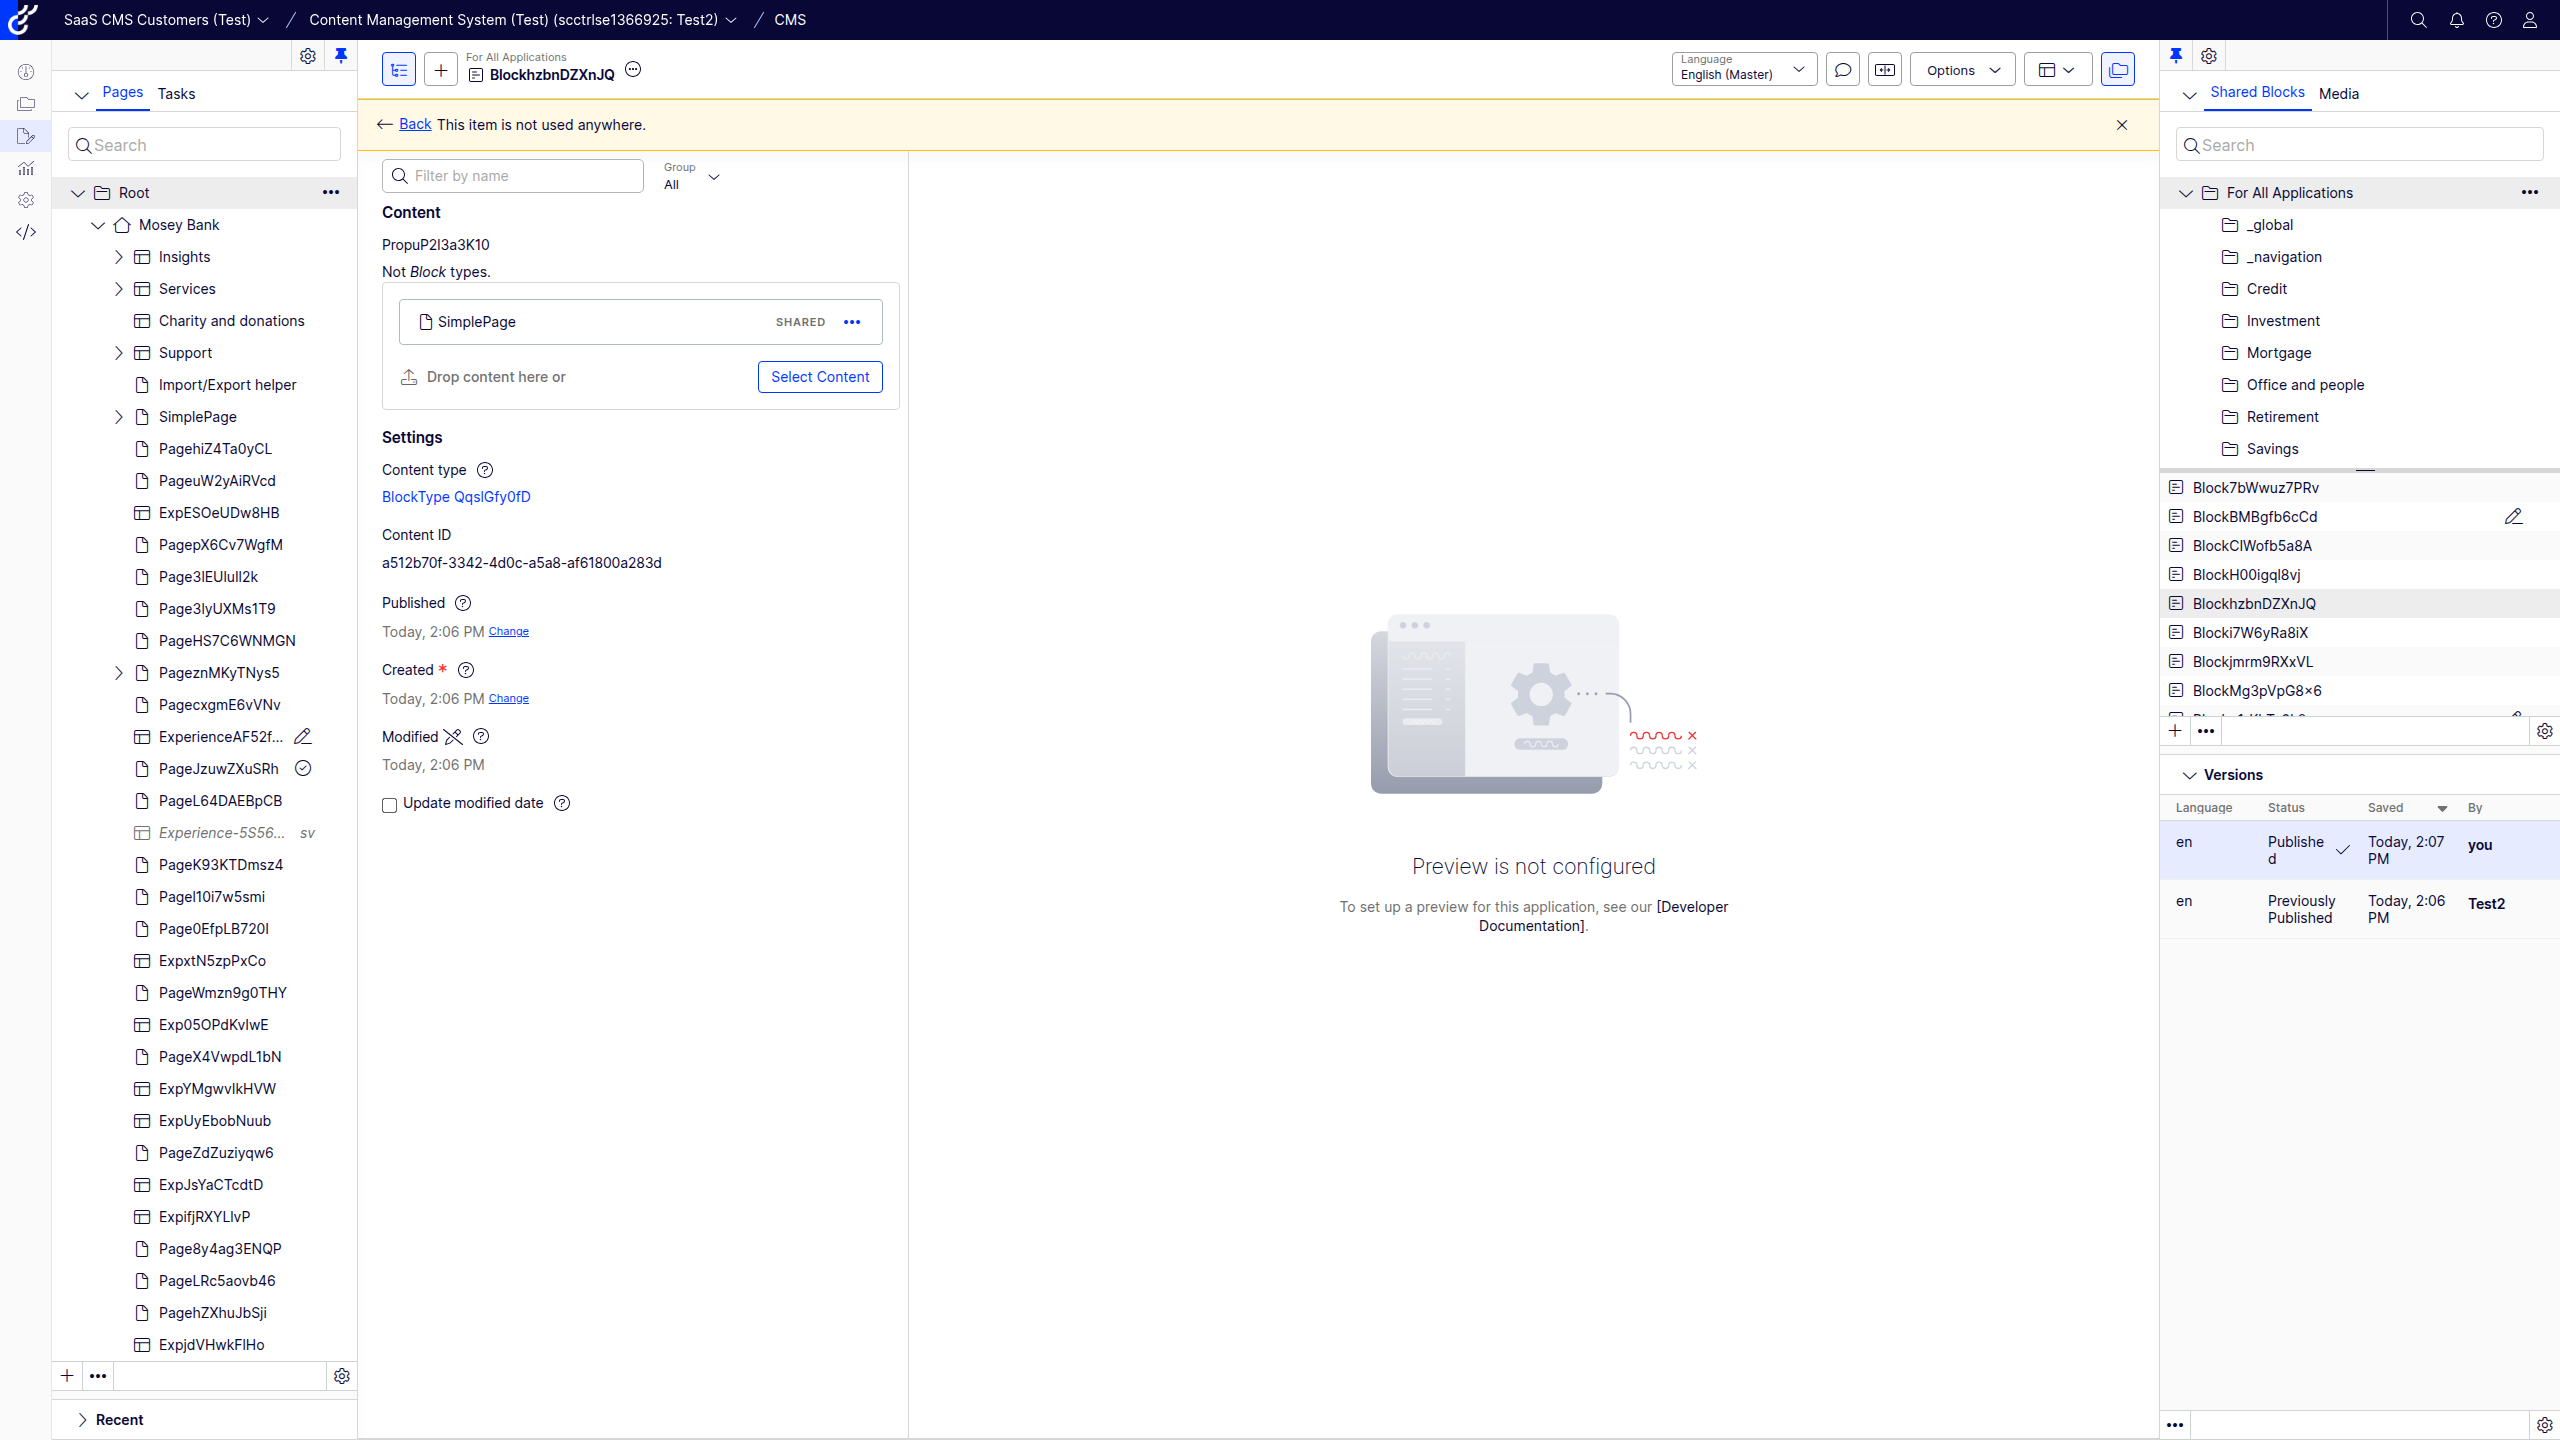 SaaS CMS Customers (Test) / Content Management System (Test) (scctrlse1366925: Test2) / CMS
Pages Tasks
Search
Root
Mosey Bank
Insights
Services
Charity and donations
Support
Import/Export helper
SimplePage
PagehiZ4Ta0yCL
PageuW2yAiRVcd
ExpESOeUDw8HB
PagepX6Cv7WgfM
Page3lEUlull2k
Page3lyUXMs1T9
PageHS7C6WNMGN
PageznMKyTNys5
PagecxgmE6vVNv
ExperienceAF52f...
PageJzuwZXuSRh
PageL64DAEBpCB
Experience-5S56... sv
PageK93KTDmsz4
Pagel10i7w5smi
Page0EfpLB720I
ExpxtN5zpPxCo
PageWmzn9g0THY
Exp05OPdKvlwE
PageX4VwpdL1bN
ExpYMgwvlkHVW
ExpUyEbobNuub
PageZdZuziyqw6
ExpJsYaCTcdtD
ExpifjRXYLlvP
Page8y4ag3ENQP
PageLRc5aovb46
PagehZXhuJbSji
ExpjdVHwkFlHo
Recent
For All Applications
BlockhzbnDZXnJQ
Language
English (Master)
Options
Back This item is not used anywhere.
Filter by name
Group
All
Content
PropuP2I3a3K10
Not Block types.
SimplePage SHARED
Drop content here or Select Content
Settings
Content type
BlockType QqslGfy0fD
Content ID
a512b70f-3342-4d0c-a5a8-af61800a283d
Published
Today, 2:06 PM Change
Created *
Today, 2:06 PM Change
Modified
Today, 2:06 PM
Update modified date
Preview is not configured
To set up a preview for this application, see our [Developer
Documentation].
Shared Blocks Media
Search
For All Applications
_global
_navigation
Credit
Investment
Mortgage
Office and people
Retirement
Savings
Block7bWwuz7PRv
BlockBMBgfb6cCd
BlockCIWofb5a8A
BlockH00igql8vj
BlockhzbnDZXnJQ
Blocki7W6yRa8iX
Blockjmrm9RXxVL
BlockMg3pVpG8x6
Versions
Language Status Saved By
en Publishe Today, 2:07 you
d PM
en Previously Today, 2:06 Test2
Published PM